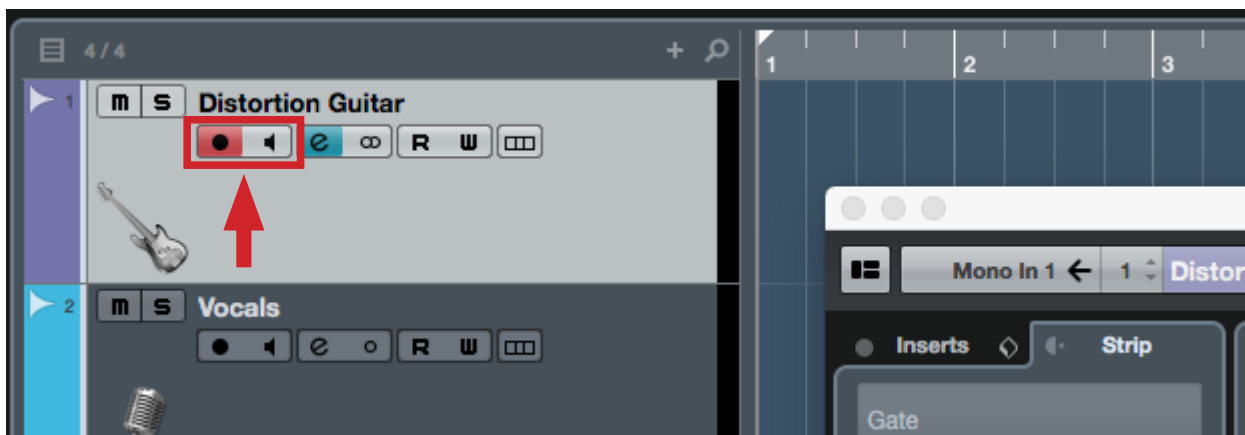 4/4
1 2 3
1 m S Distortion Guitar
e R W
Mono In 1 1 Distor
2 m S Vocals
e R W
Inserts Strip
Gate